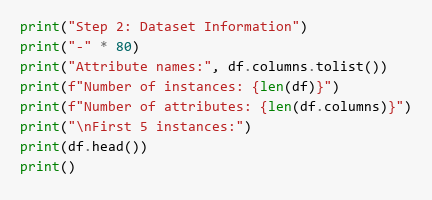 print("Step 2: Dataset Information")
print("-" * 80)
print("Attribute names:", df.columns.tolist())
print(f"Number of instances: {len(df)}")
print(f"Number of attributes: {len(df.columns)}")
print("\nFirst 5 instances:")
print(df.head())
print()